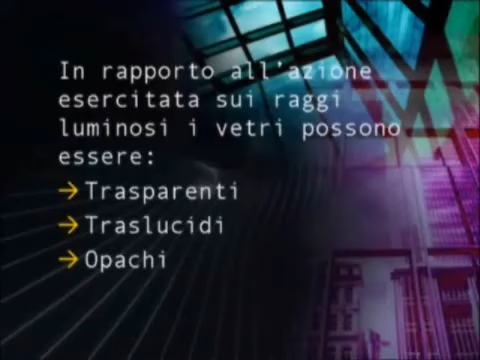 In rapporto all'azione
esercitata sui raggi
luminosi i vetri possono
essere:
→ Trasparenti
→ Traslucidi
→ Opachi